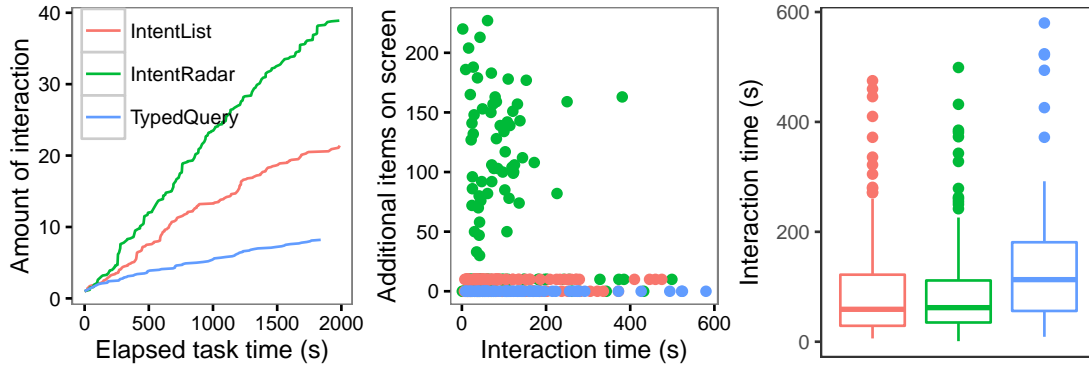 Amount of interaction
40
30
20
10
0
IntentList
IntentRadar
TypedQuery
0 500 1000 1500 2000
Elapsed task time (s)
Additional items on screen
200
150
100
50
0
0 200 400 600
Interaction time (s)
Interaction time (s)
600
400
200
0